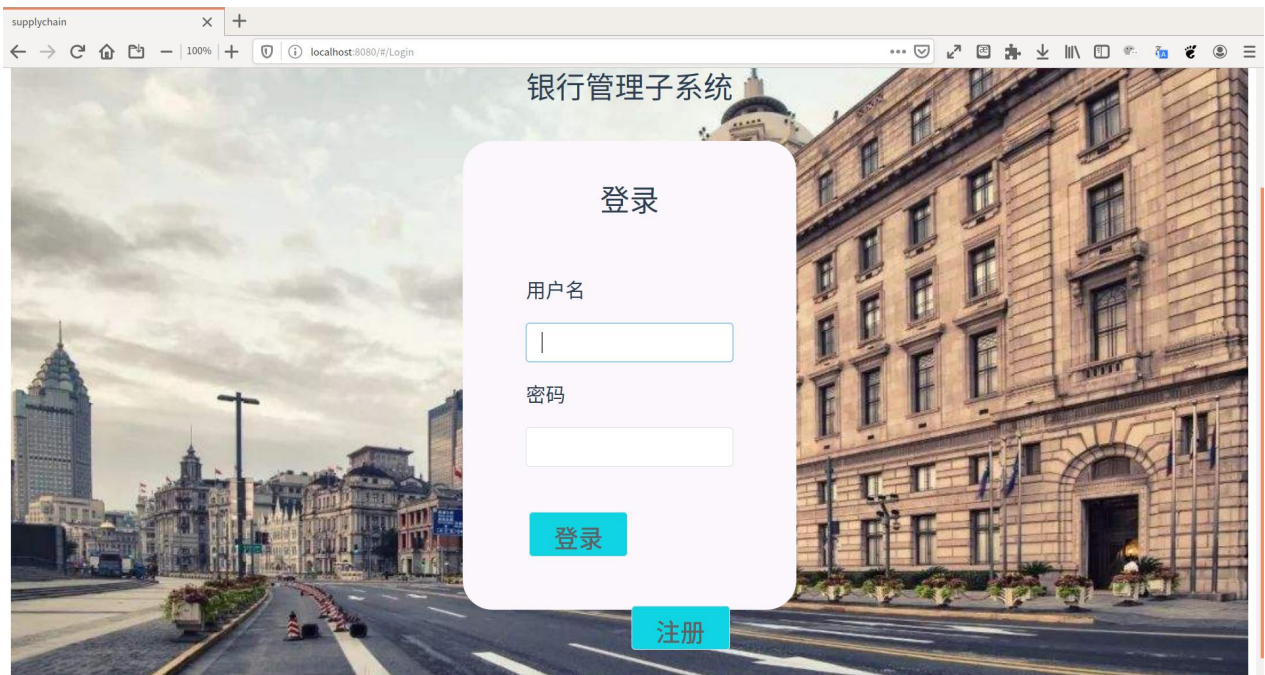 supplychain
100%
localhost:8080/#/Login
银行管理子系统
登录
用户名
密码
登录
注册